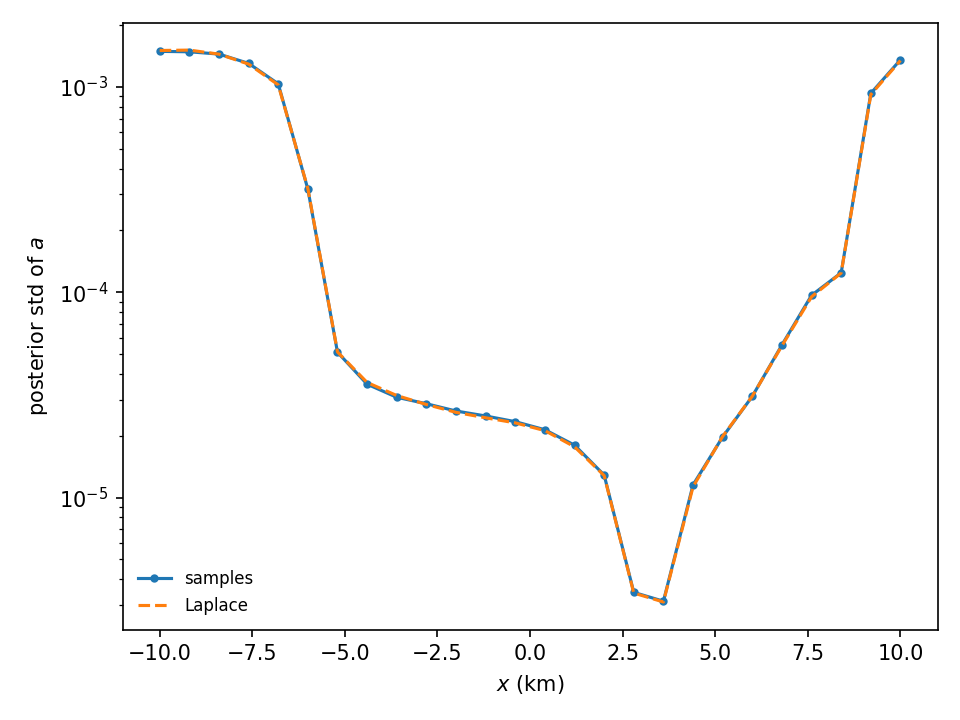 10⁻³
10⁻⁴
10⁻⁵
posterior std of a
samples
Laplace
−10.0 −7.5 −5.0 −2.5 0.0 2.5 5.0 7.5 10.0
x (km)